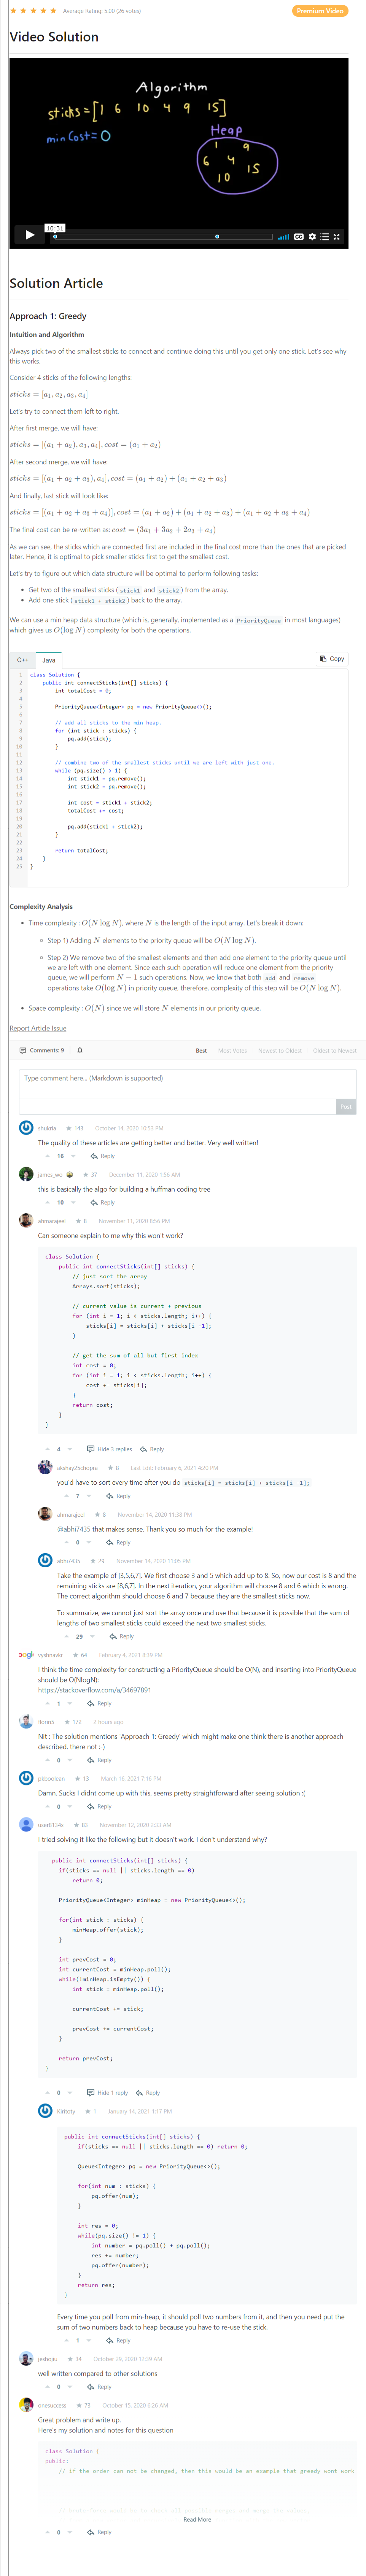 Average Rating: 5.00 (26 votes)
Premium Video
Video Solution
Algorithm
sticks=[1 6 10 4 9 15]
minCost=0
Heap
1
4 9
6
15
10
10:31
CC
Solution Article
Approach 1: Greedy
Intuition and Algorithm
Always pick two of the smallest sticks to connect and continue doing this until you get only one stick. Let's see why
this works.
Consider 4 sticks of the following lengths:
sticks = [a₁, a₂, a₃, a₄]
Let's try to connect them left to right.
After first merge, we will have:
sticks = [(a₁ + a₂), a₃, a₄], cost = (a₁ + a₂)
After second merge, we will have:
sticks = [(a₁ + a₂ + a₃), a₄], cost = (a₁ + a₂) + (a₁ + a₂ + a₃)
And finally, last stick will look like:
sticks = [(a₁ + a₂ + a₃ + a₄)], cost = (a₁ + a₂) + (a₁ + a₂ + a₃) + (a₁ + a₂ + a₃ + a₄)
The final cost can be re-written as: cost = (3a₁ + 3a₂ + 2a₃ + a₄)
As we can see, the sticks which are connected first are included in the final cost more than the ones that are picked
later. Hence, it is optimal to pick smaller sticks first to get the smallest cost.
Let's try to figure out which data structure will be optimal to perform following tasks:
• Get two of the smallest sticks ( stick1 and stick2 ) from the array.
• Add one stick ( stick1 + stick2 ) back to the array.
We can use a min heap data structure (which is, generally, implemented as a PriorityQueue in most languages)
which gives us O(log N) complexity for both the operations.
C++ Java Copy
1 class Solution {
2 public int connectSticks(int[] sticks) {
3 int totalCost = 0;
4
5 PriorityQueue<Integer> pq = new PriorityQueue<>();
6
7 // add all sticks to the min heap.
8 for (int stick : sticks) {
9 pq.add(stick);
10 }
11
12 // combine two of the smallest sticks until we are left with just one.
13 while (pq.size() > 1) {
14 int stick1 = pq.remove();
15 int stick2 = pq.remove();
16
17 int cost = stick1 + stick2;
18 totalCost += cost;
19
20 pq.add(stick1 + stick2);
21 }
22
23 return totalCost;
24 }
25 }
Complexity Analysis
• Time complexity : O(N log N), where N is the length of the input array. Let's break it down:
Step 1) Adding N elements to the priority queue will be O(N log N).
Step 2) We remove two of the smallest elements and then add one element to the priority queue until
we are left with one element. Since each such operation will reduce one element from the priority
queue, we will perform N − 1 such operations. Now, we know that both add and remove
operations take O(log N) in priority queue, therefore, complexity of this step will be O(N log N).
• Space complexity : O(N) since we will store N elements in our priority queue.
Report Article Issue
Comments: 9 Best Most Votes Newest to Oldest Oldest to Newest
Type comment here... (Markdown is supported)
Post
shukria 143 October 14, 2020 10:53 PM
The quality of these articles are getting better and better. Very well written!
16 Reply
james_wo 37 December 11, 2020 1:56 AM
this is basically the algo for building a huffman coding tree
10 Reply
ahmarajeel 8 November 11, 2020 8:56 PM
Can someone explain to me why this won't work?
class Solution {
public int connectSticks(int[] sticks) {
// just sort the array
Arrays.sort(sticks);
// current value is current + previous
for (int i = 1; i < sticks.length; i++) {
sticks[i] = sticks[i] + sticks[i -1];
}
// get the sum of all but first index
int cost = 0;
for (int i = 1; i < sticks.length; i++) {
cost += sticks[i];
}
return cost;
}
}
4 Hide 3 replies Reply
akshay25chopra 8 Last Edit: February 6, 2021 4:20 PM
you'd have to sort every time after you do sticks[i] = sticks[i] + sticks[i -1];
7 Reply
ahmarajeel 8 November 14, 2020 11:38 PM
@abhi7435 that makes sense. Thank you so much for the example!
0 Reply
abhi7435 29 November 14, 2020 11:05 PM
Take the example of [3,5,6,7]. We first choose 3 and 5 which add up to 8. So, now our cost is 8 and the
remaining sticks are [8,6,7]. In the next iteration, your algorithm will choose 8 and 6 which is wrong.
The correct algorithm should choose 6 and 7 because they are the smallest sticks now.
To summarize, we cannot just sort the array once and use that because it is possible that the sum of
lengths of two smallest sticks could exceed the next two smallest sticks.
29 Reply
vyshnavkr 64 February 4, 2021 8:39 PM
I think the time complexity for constructing a PriorityQueue should be O(N), and inserting into PriorityQueue
should be O(NlogN):
https://stackoverflow.com/a/34697891
1 Reply
florin5 172 2 hours ago
Nit : The solution mentions 'Approach 1: Greedy' which might make one think there is another approach
described. there not :-)
0 Reply
pkboolean 13 March 16, 2021 7:16 PM
Damn. Sucks I didnt come up with this, seems pretty straightforward after seeing solution :(
0 Reply
user8134e 83 November 12, 2020 2:33 AM
I tried solving it like the following but it doesn't work. I don't understand why?
public int connectSticks(int[] sticks) {
if(sticks == null || sticks.length == 0)
return 0;
PriorityQueue<Integer> minHeap = new PriorityQueue<>();
for(int stick : sticks) {
minHeap.offer(stick);
}
int prevCost = 0;
int currentCost = minHeap.poll();
while(!minHeap.isEmpty()) {
int stick = minHeap.poll();
currentCost += stick;
prevCost += currentCost;
}
return prevCost;
}
0 Hide 1 reply Reply
Kintoty 1 January 14, 2021 1:17 PM
public int connectSticks(int[] sticks) {
if(sticks == null || sticks.length == 0) return 0;
Queue<Integer> pq = new PriorityQueue<>();
for(int num : sticks) {
pq.offer(num);
}
int res = 0;
while(pq.size() != 1) {
int number = pq.poll() + pq.poll();
res += number;
pq.offer(number);
}
return res;
}
Every time you poll from min-heap, it should poll two numbers from it, and then you need put the
sum of two numbers back to heap because you have to re-use the stick.
1 Reply
jeshojsu 34 October 29, 2020 12:39 AM
well written compared to other solutions
0 Reply
onesuccess 73 October 15, 2020 6:26 AM
Great problem and write up.
Here's my solution and notes for this question
class Solution {
public:
// if the order can not be changed, then this would be an example that greedy wont work
Read More
0 Reply